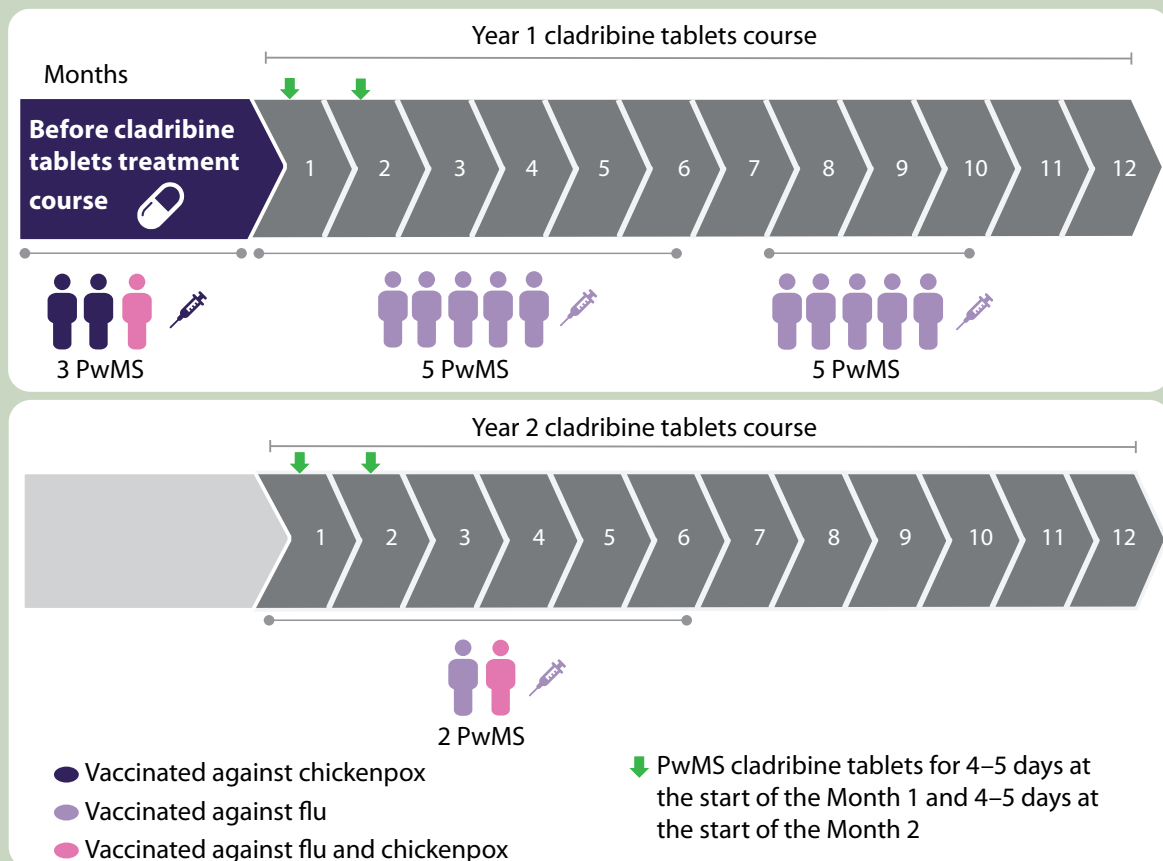 Year 1 cladribine tablets course
Months
Before cladribine
tablets treatment
course
1 2 3 4 5 6 7 8 9 10 11 12
3 PwMS
5 PwMS
5 PwMS
Year 2 cladribine tablets course
1 2 3 4 5 6 7 8 9 10 11 12
2 PwMS
Vaccinated against chickenpox
Vaccinated against flu
Vaccinated against flu and chickenpox
PwMS cladribine tablets for 4–5 days at
the start of the Month 1 and 4–5 days at
the start of the Month 2